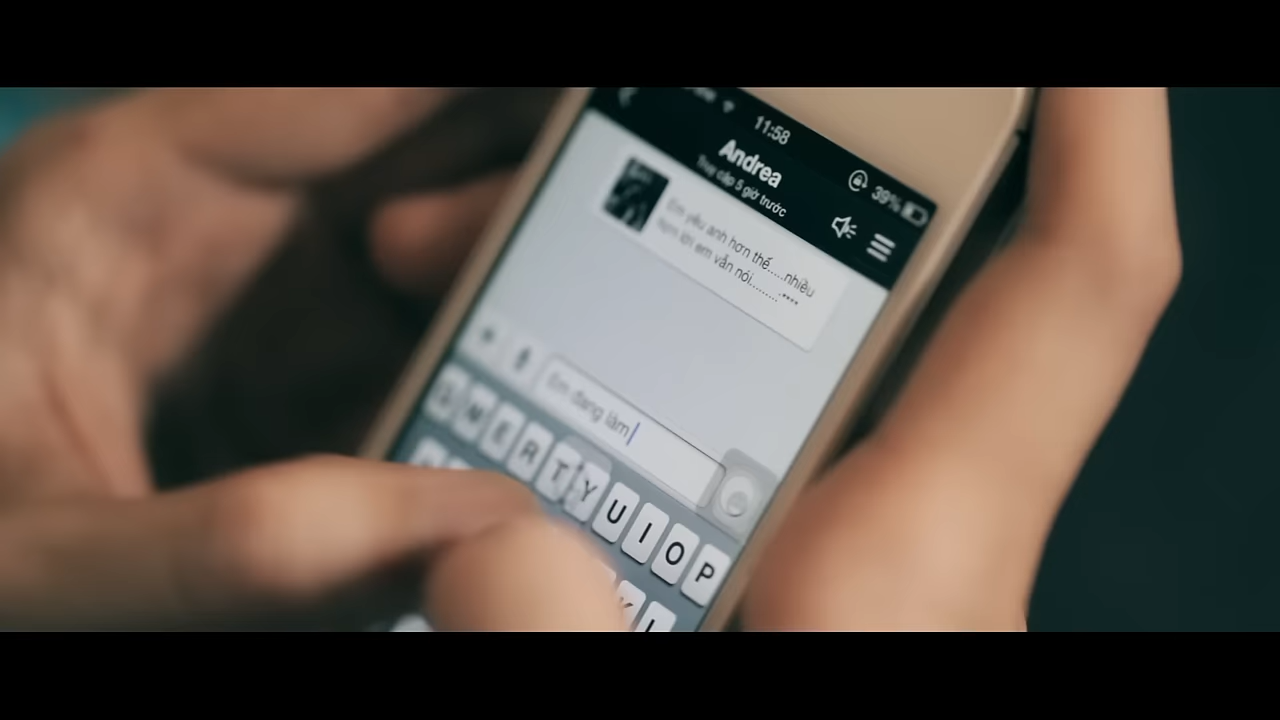 11:58
39%
Andrea
Truy cập 5 giờ trước
Em yêu anh hơn thế.....nhiều
lời em vẫn nói........****
Em đang làm
E R T Y U I O P
K L